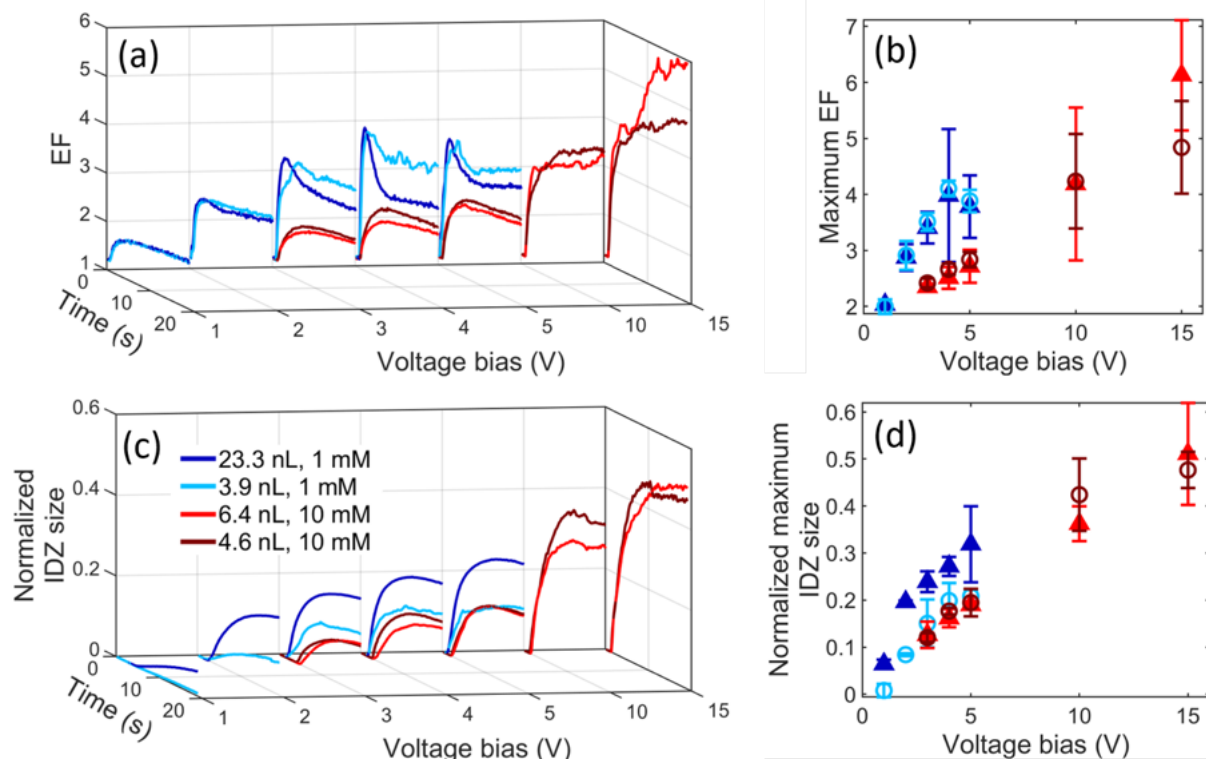 (a)
6
5
4
3
2
1
EF
0
10
20
Time (s)
1
2
3
4
5
10
15
Voltage bias (V)
(b)
7
6
5
4
3
2
Maximum EF
0
5
10
15
Voltage bias (V)
(c)
0.6
0.4
0.2
0
Normalized
IDZ size
23.3 nL, 1 mM
3.9 nL, 1 mM
6.4 nL, 10 mM
4.6 nL, 10 mM
0
10
20
Time (s)
1
2
3
4
5
10
15
Voltage bias (V)
(d)
0.6
0.5
0.4
0.3
0.2
0.1
0
Normalized maximum
IDZ size
0
5
10
15
Voltage bias (V)